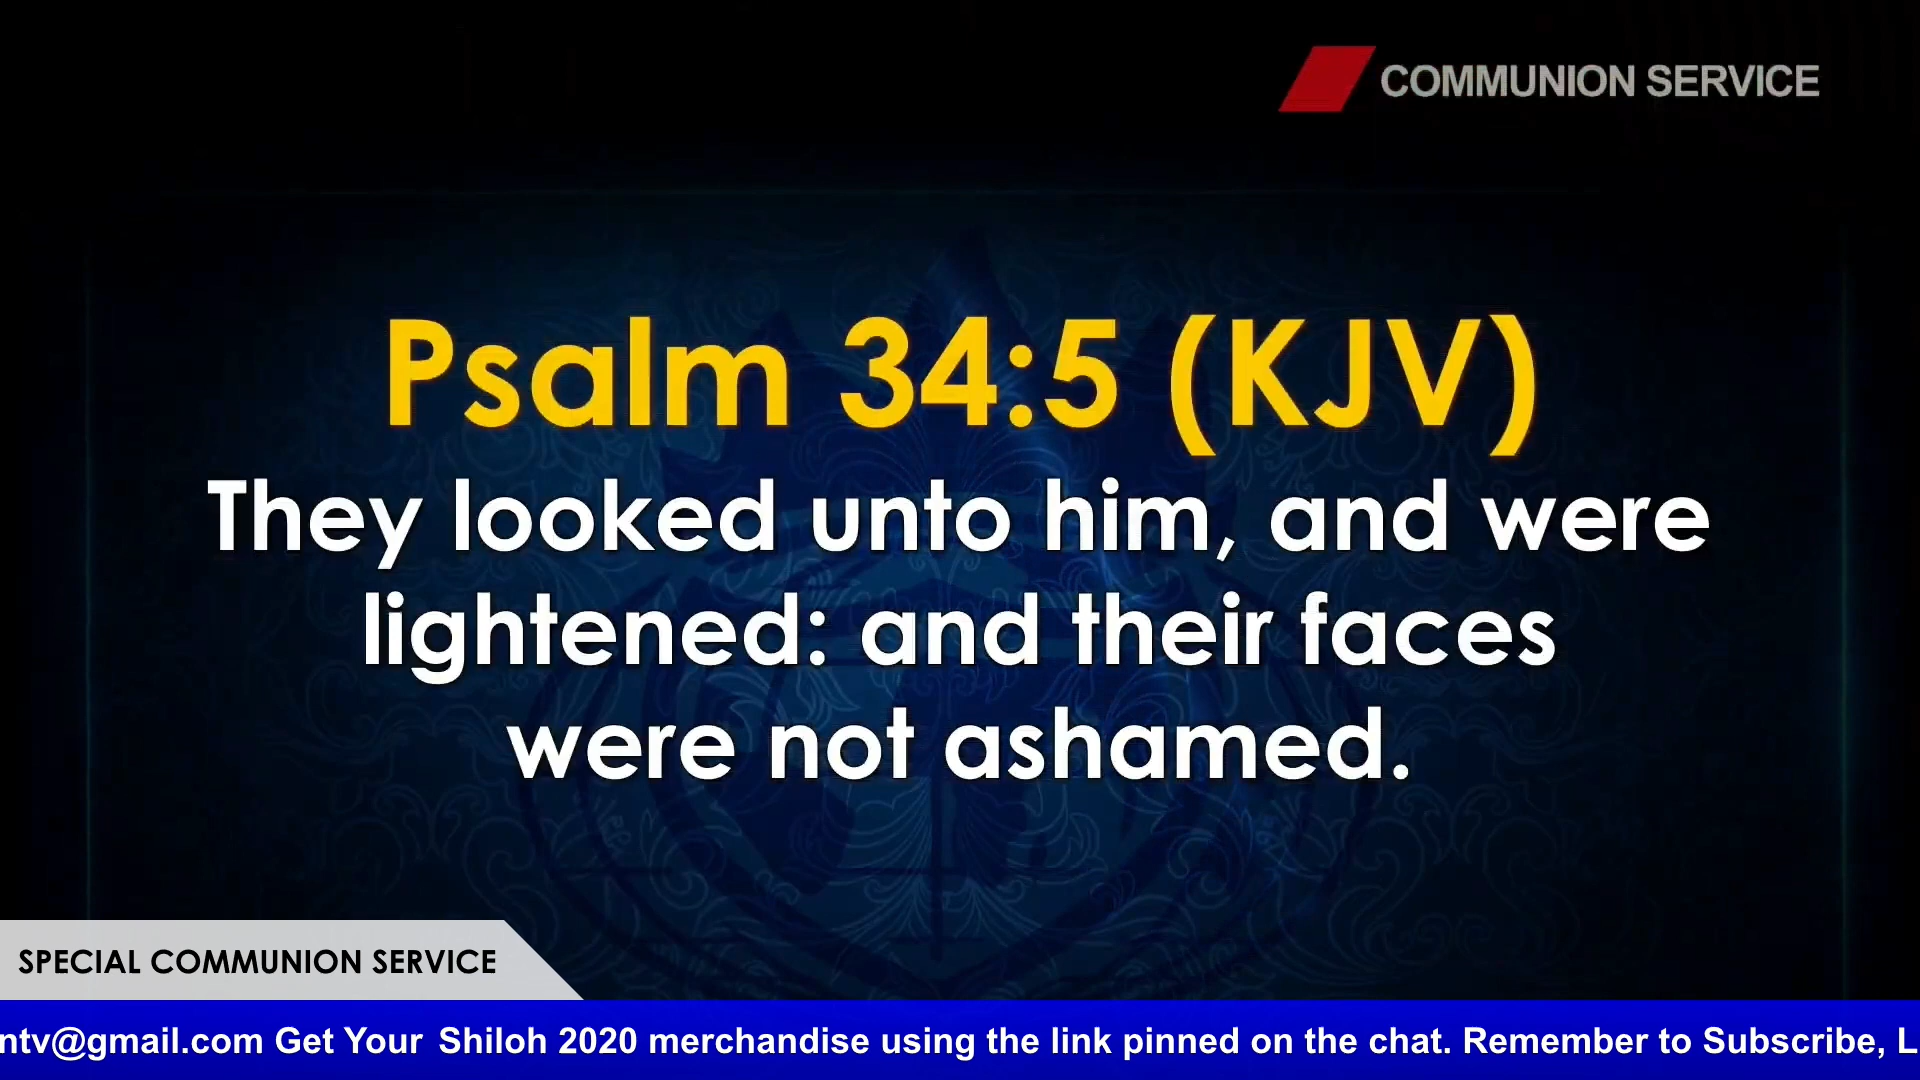 COMMUNION SERVICE
Psalm 34:5 (KJV)
They looked unto him, and were
lightened: and their faces
were not ashamed.
SPECIAL COMMUNION SERVICE
ntv@gmail.com Get Your Shiloh 2020 merchandise using the link pinned on the chat. Remember to Subscribe, L